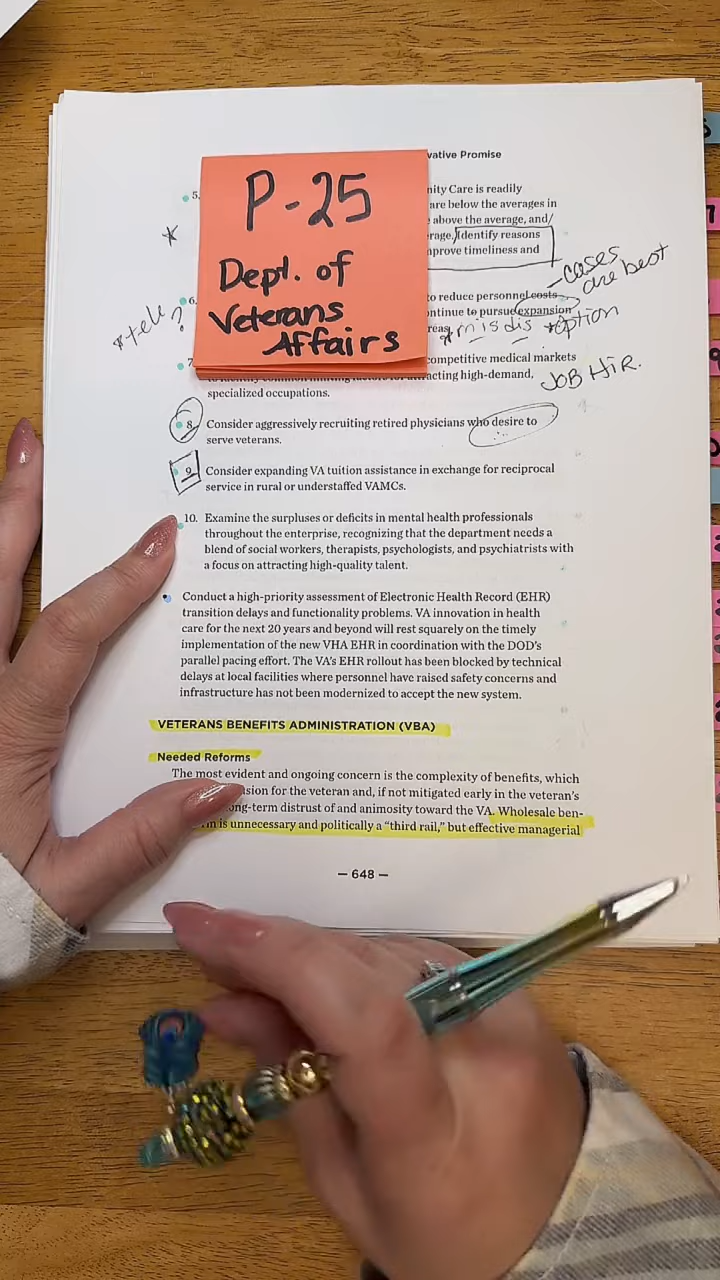 vative Promise
5.
nity Care is readily
are below the averages in
above the average, and/
rage. Identify reasons
prove timeliness and
P-25
Dept. of
Veterans
Affairs
*
- cases
are best
*tele?
6.
to reduce personnel costs
ntinue to pursue expansion
reas
misdis *option
7.
ompetitive medical markets
acting high-demand,
specialized occupations.
JOB HIR.
8. Consider aggressively recruiting retired physicians who desire to
serve veterans.
9. Consider expanding VA tuition assistance in exchange for reciprocal
service in rural or understaffed VAMCs.
10. Examine the surpluses or deficits in mental health professionals
throughout the enterprise, recognizing that the department needs a
blend of social workers, therapists, psychologists, and psychiatrists with
a focus on attracting high-quality talent.
Conduct a high-priority assessment of Electronic Health Record (EHR)
transition delays and functionality problems. VA innovation in health
care for the next 20 years and beyond will rest squarely on the timely
implementation of the new VHA EHR in coordination with the DOD's
parallel pacing effort. The VA's EHR rollout has been blocked by technical
delays at local facilities where personnel have raised safety concerns and
infrastructure has not been modernized to accept the new system.
VETERANS BENEFITS ADMINISTRATION (VBA)
Needed Reforms
The most evident and ongoing concern is the complexity of benefits, which
sion for the veteran and, if not mitigated early in the veteran's
ong-term distrust of and animosity toward the VA. Wholesale ben-
is unnecessary and politically a "third rail," but effective managerial
— 648 —